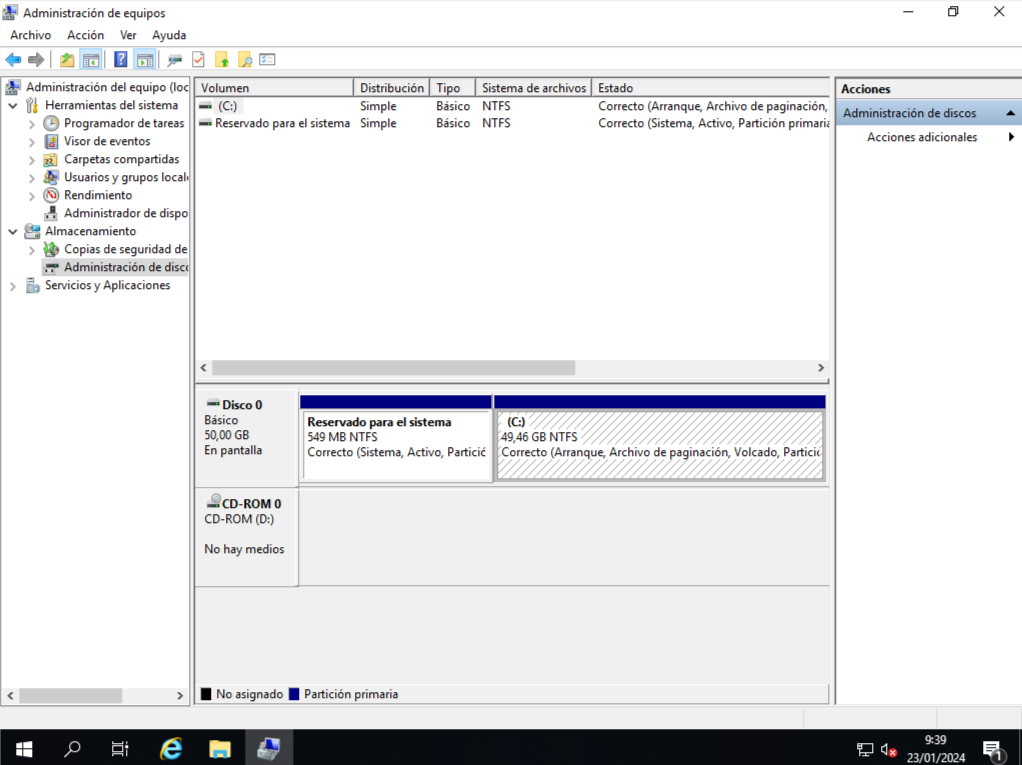 Administración de equipos
Archivo Acción Ver Ayuda
Administración del equipo (loc
Herramientas del sistema
Programador de tareas
Visor de eventos
Carpetas compartidas
Usuarios y grupos local
Rendimiento
Administrador de dispo
Almacenamiento
Copias de seguridad de
Administración de disc
Servicios y Aplicaciones
Volumen Distribución Tipo Sistema de archivos Estado
(C:) Simple Básico NTFS Correcto (Arranque, Archivo de paginación,
Reservado para el sistema Simple Básico NTFS Correcto (Sistema, Activo, Partición primaria
Disco 0
Básico
50,00 GB
En pantalla
Reservado para el sistema
549 MB NTFS
Correcto (Sistema, Activo, Partició
(C:)
49,46 GB NTFS
Correcto (Arranque, Archivo de paginación, Volcado, Partició
CD-ROM 0
CD-ROM (D:)
No hay medios
No asignado Partición primaria
Acciones
Administración de discos
Acciones adicionales
9:39
23/01/2024
1